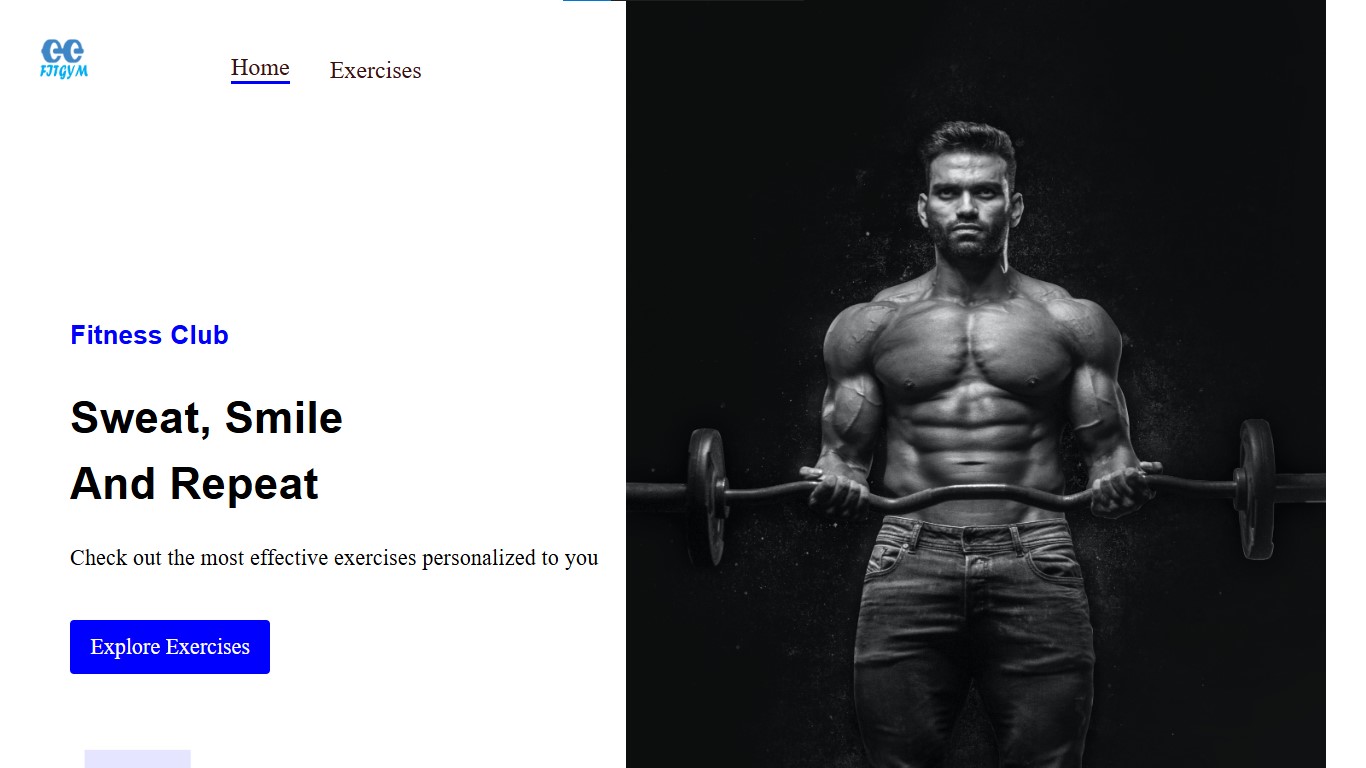 FITGYM
Home
Exercises
Fitness Club
Sweat, Smile
And Repeat
Check out the most effective exercises personalized to you
Explore Exercises